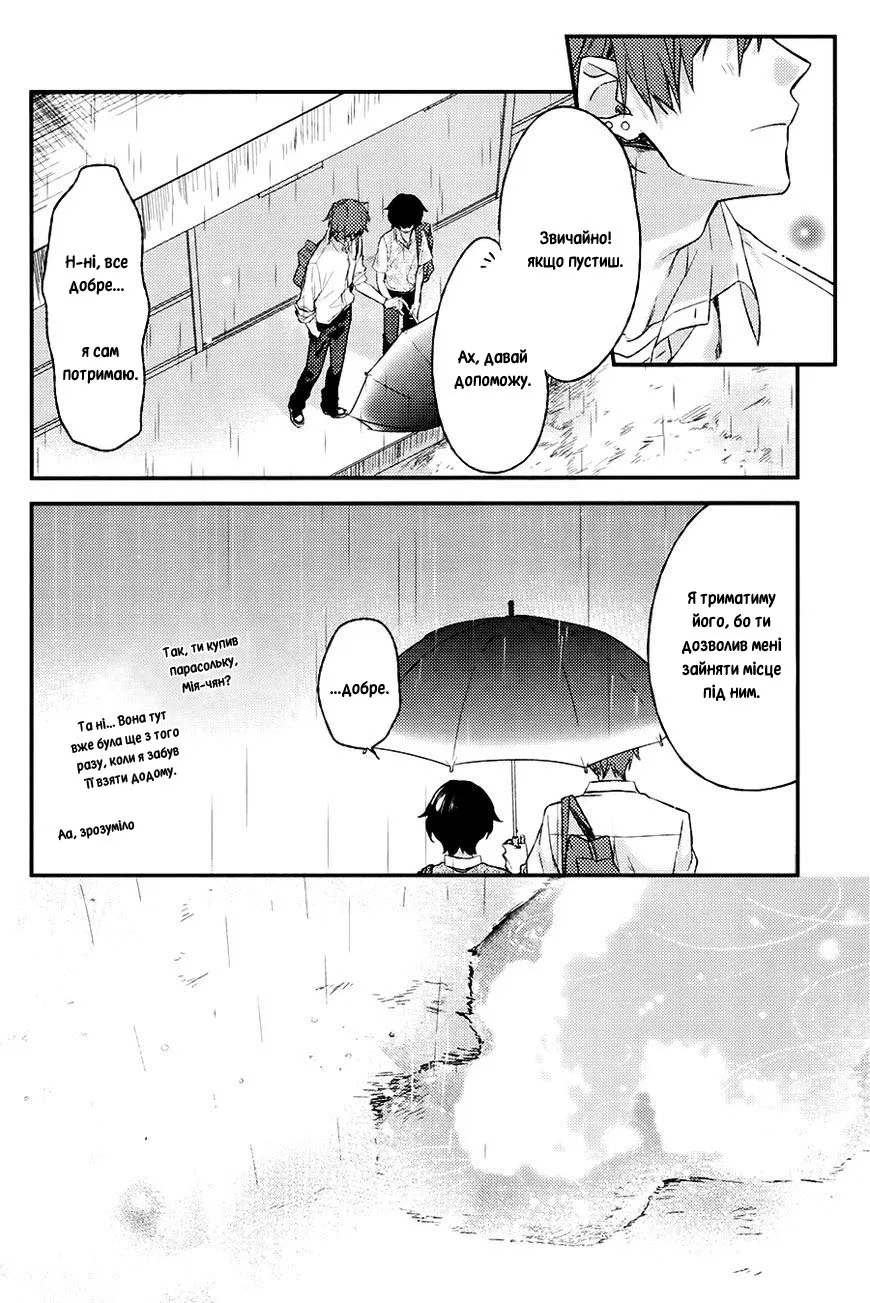 Звичайно!
якщо пустиш.
Ах, давай
допоможу.
Н-ні, все
добре...
я сам
потримаю.
Я триматиму
його, бо ти
дозволив мені
зайняти місце
під ним.
...добре.
Так, ти купив
парасольку,
Мія-чян?
Та ні... Вона тут
вже була ще з того
разу, коли я забув
її взяти додому.
Аа, зрозуміло